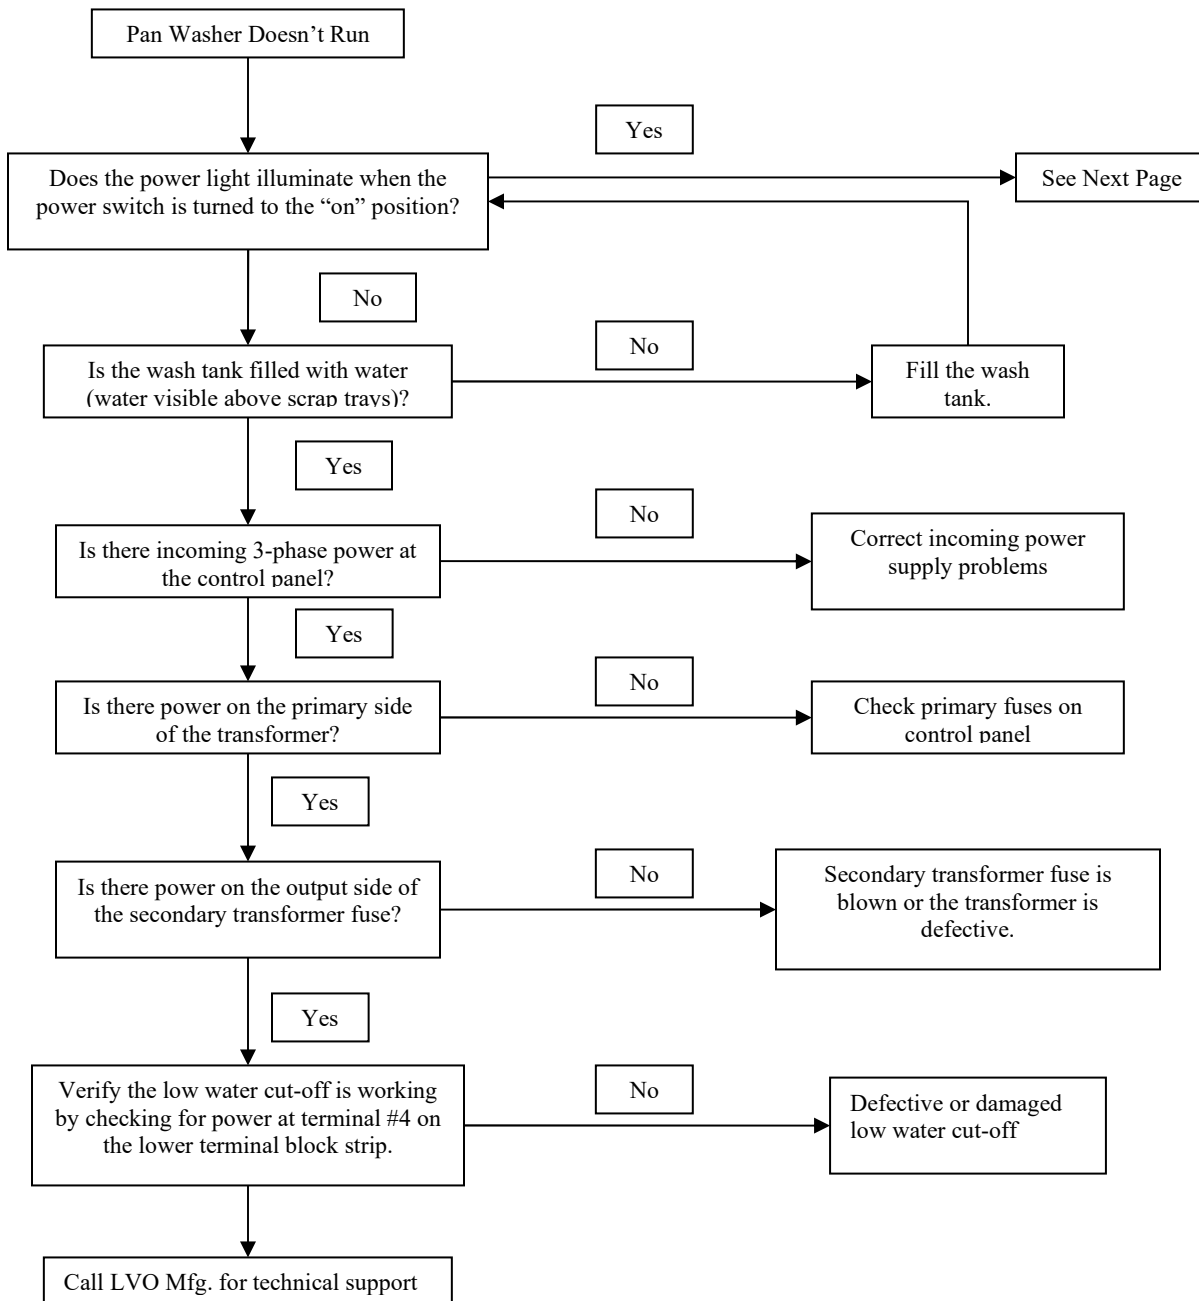 Pan Washer Doesn’t Run
Yes
Does the power light illuminate when the
power switch is turned to the “on” position?
See Next Page
No
Is the wash tank filled with water
(water visible above scrap trays)?
No
Fill the wash
tank.
Yes
Is there incoming 3-phase power at
the control panel?
No
Correct incoming power
supply problems
Yes
Is there power on the primary side
of the transformer?
No
Check primary fuses on
control panel
Yes
Is there power on the output side of
the secondary transformer fuse?
No
Secondary transformer fuse is
blown or the transformer is
defective.
Yes
Verify the low water cut-off is working
by checking for power at terminal #4 on
the lower terminal block strip.
No
Defective or damaged
low water cut-off
Call LVO Mfg. for technical support